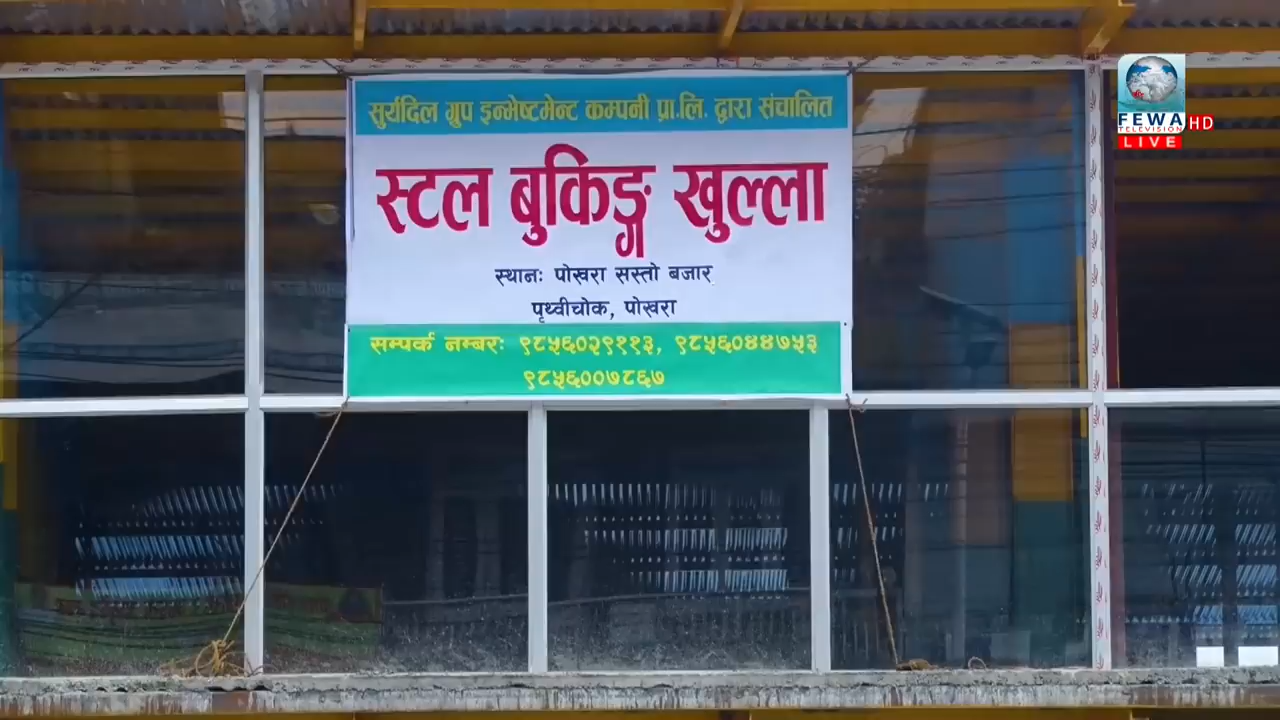 सुर्यदिल ग्रुप इन्भेष्टमेन्ट कम्पनी प्रा.लि. द्वारा संचालित
स्टल बुकिङ्ग खुल्ला
स्थानः पोखरा सस्तो बजार
पृथ्वीचोक, पोखरा
सम्पर्क नम्बरः ९८५६०२९११३, ९८५६०४४७५३
९८५६००७८६७
FEWA HD
TELEVISION
LIVE